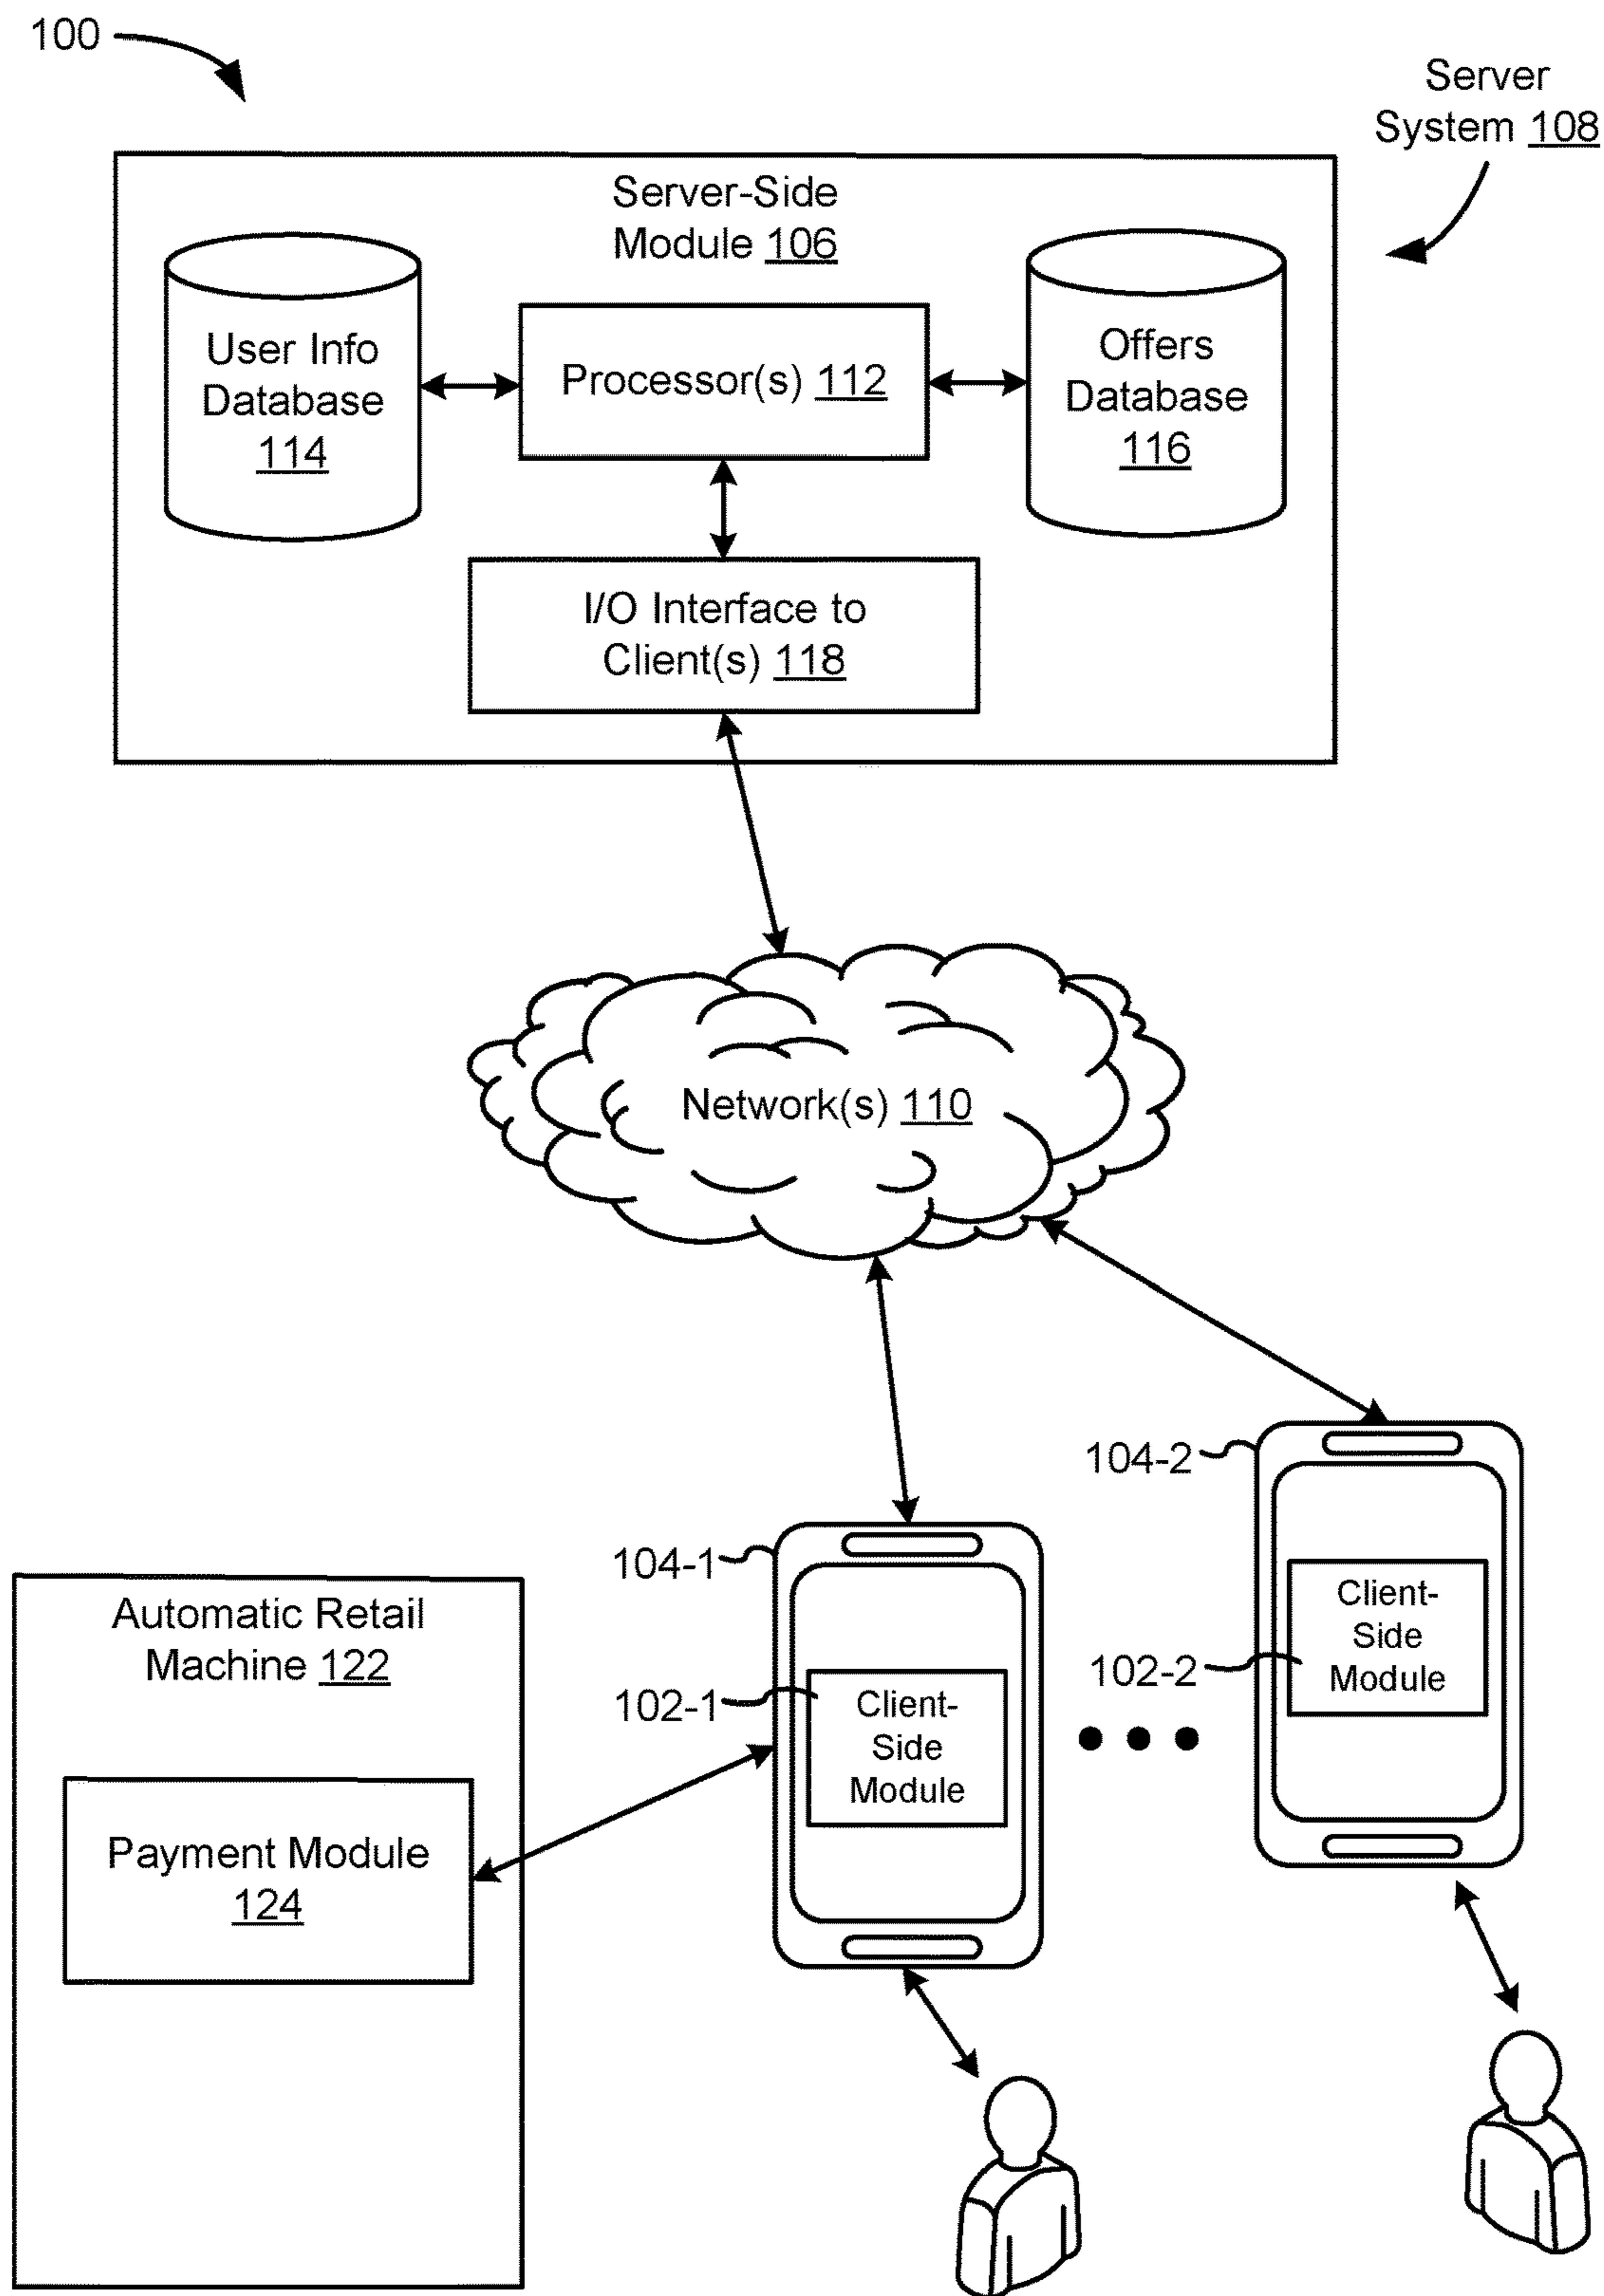 100
Server
System 108
Server-Side
Module 106
User Info
Database
114
Processor(s) 112
Offers
Database
116
I/O Interface to
Client(s) 118
Network(s) 110
104-2
Client-
Side
Module
102-2
104-1
Client-
Side
Module
102-1
Automatic Retail
Machine 122
Payment Module
124